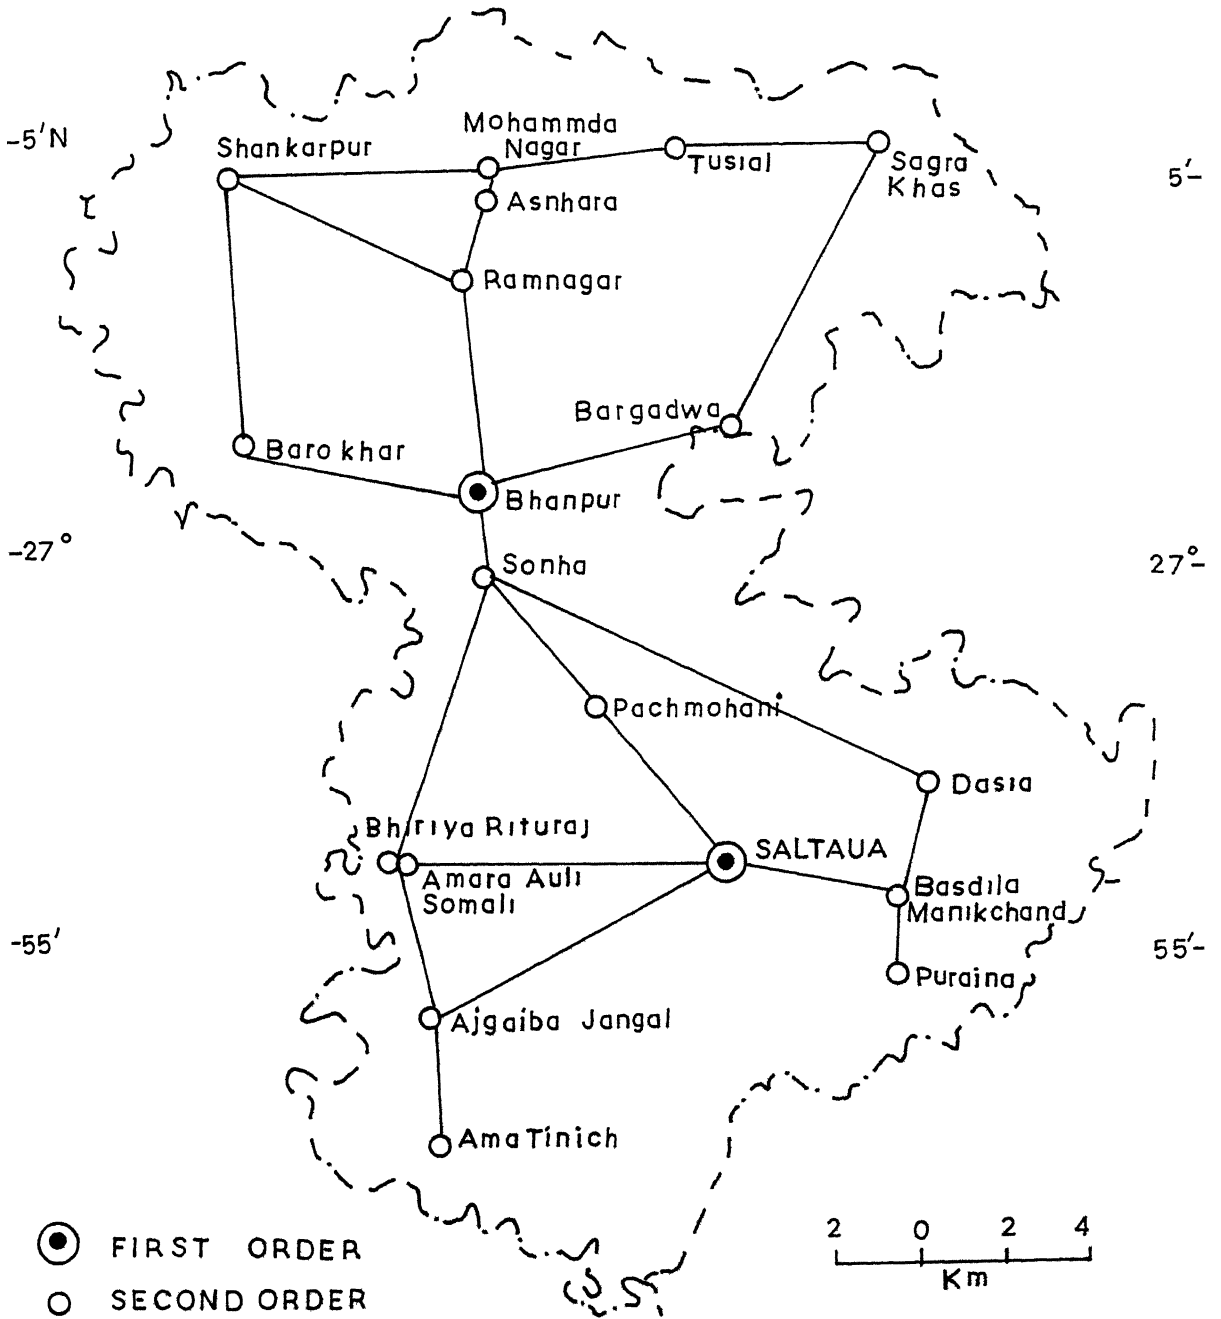 -5'N
Mohammda
Nagar
Shankarpur
Tusial
Sagra
Khas
5'-
Asnhara
Ramnagar
Bargadwa
Barokhar
Bhanpur
-27°
Sonha
27°-
Pachmohani
Dasia
Bhiriya Rituraj
SALTAUA
Amara Auli
Somali
Basdila
Manikchand
-55'
55'-
Puraina
Ajgaiba Jangal
Ama Tinich
FIRST ORDER
SECOND ORDER
2 0 2 4
Km